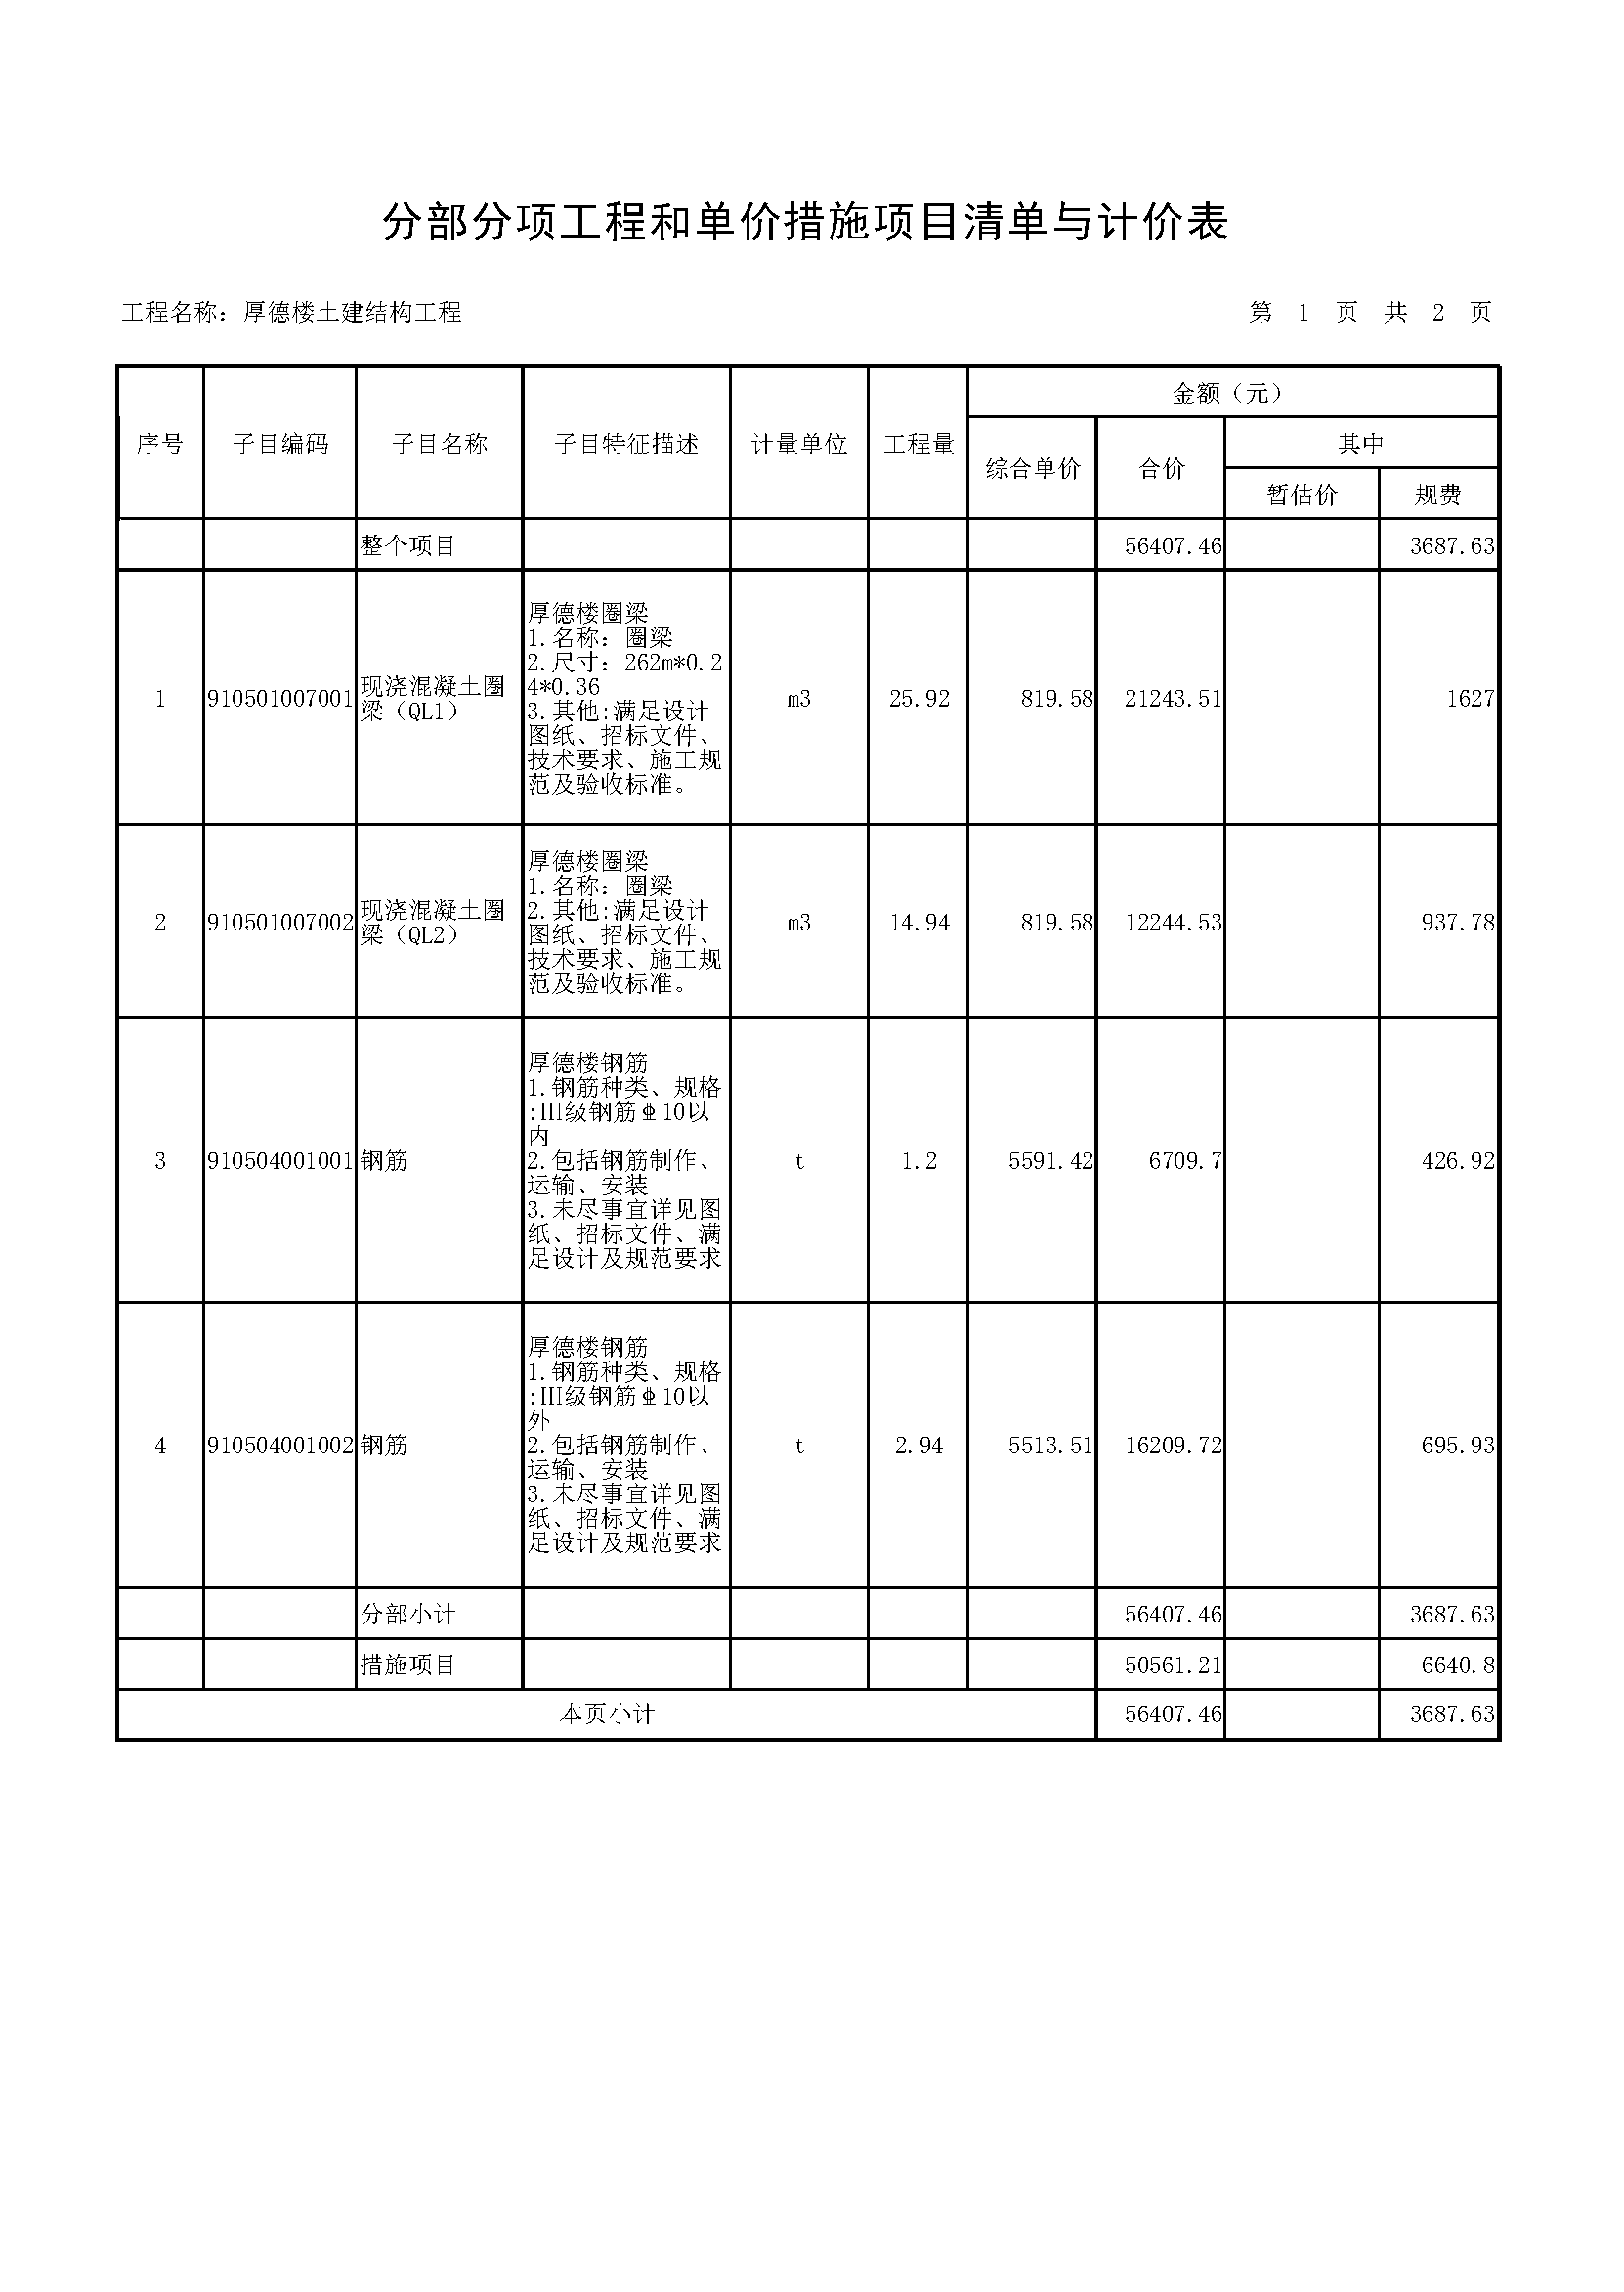 分部分项工程和单价措施项目清单与计价表
工程名称：厚德楼土建结构工程 第 1 页 共 2 页
序号 子目编码 子目名称 子目特征描述 计量单位 工程量 金额（元）
综合单价 合价 其中
暂估价 规费
整个项目 56407.46 3687.63
1 910501007001 现浇混凝土圈
梁（QL1）
厚德楼圈梁
1.名称：圈梁
2.尺寸：262m*0.2
4*0.36
3.其他:满足设计
图纸、招标文件、
技术要求、施工规
范及验收标准。
m3 25.92 819.58 21243.51 1627
2 910501007002 现浇混凝土圈
梁（QL2）
厚德楼圈梁
1.名称：圈梁
2.其他:满足设计
图纸、招标文件、
技术要求、施工规
范及验收标准。
m3 14.94 819.58 12244.53 937.78
3 910504001001 钢筋
厚德楼钢筋
1.钢筋种类、规格
:III级钢筋⏀10以
内
2.包括钢筋制作、
运输、安装
3.未尽事宜详见图
纸、招标文件、满
足设计及规范要求
t 1.2 5591.42 6709.7 426.92
4 910504001002 钢筋
厚德楼钢筋
1.钢筋种类、规格
:III级钢筋⏀10以
外
2.包括钢筋制作、
运输、安装
3.未尽事宜详见图
纸、招标文件、满
足设计及规范要求
t 2.94 5513.51 16209.72 695.93
分部小计 56407.46 3687.63
措施项目 50561.21 6640.8
本页小计 56407.46 3687.63